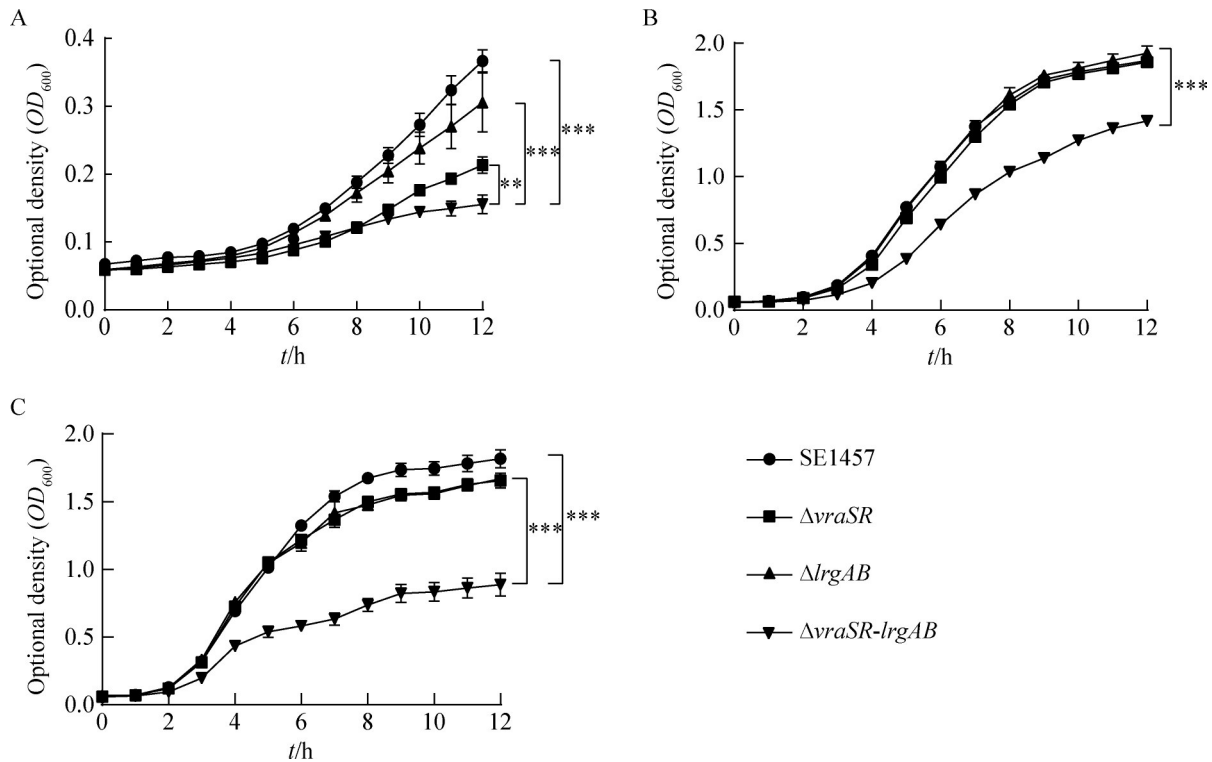 A
Optional density (OD600)
0.4
0.3
0.2
0.1
0.0
0 2 4 6 8 10 12
t/h
**
***
***
B
Optional density (OD600)
2.0
1.5
1.0
0.5
0.0
0 2 4 6 8 10 12
t/h
***
C
Optional density (OD600)
2.0
1.5
1.0
0.5
0.0
0 2 4 6 8 10 12
t/h
***
***
SE1457
ΔvraSR
ΔlrgAB
ΔvraSR-lrgAB